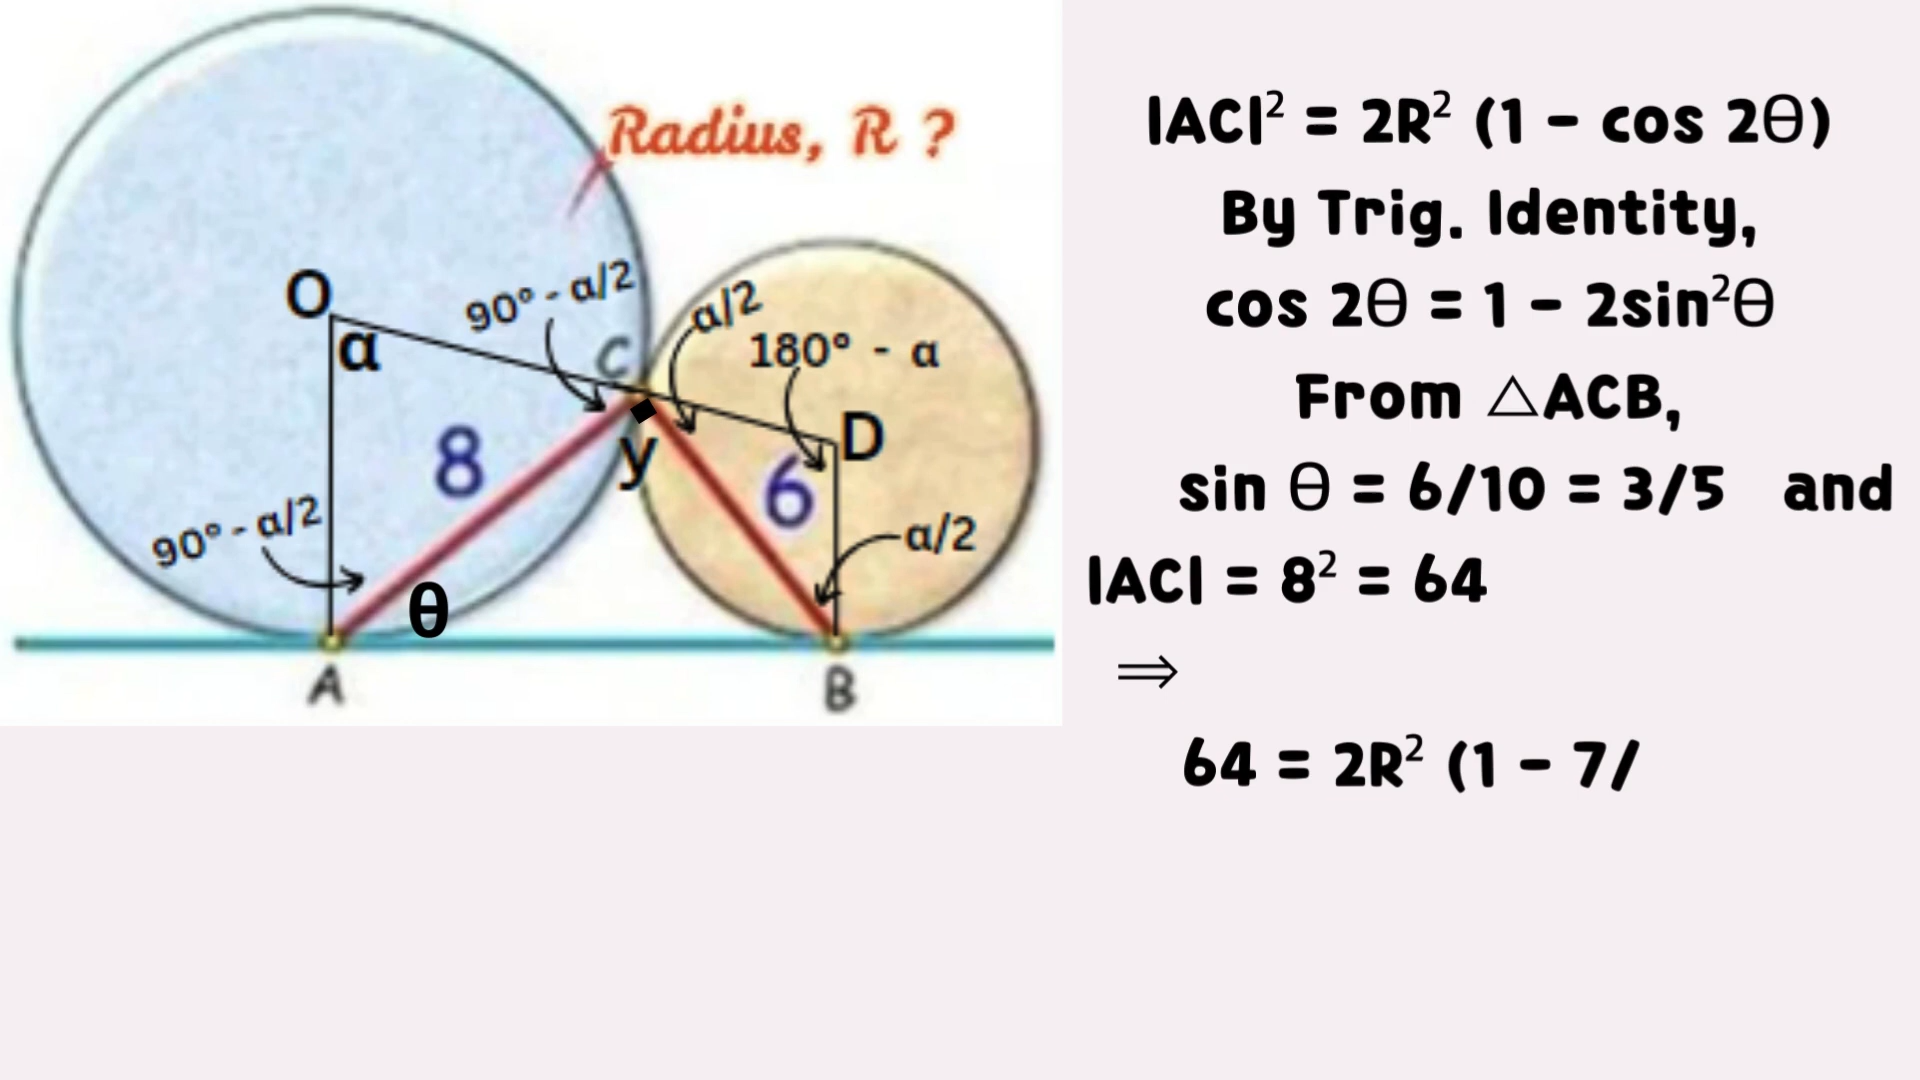 Radius, R ?
O
α
90° - α/2
C
α/2
180° - α
D
8
y
6
90° - α/2
α/2
θ
A
B
|AC|² = 2R² (1 - cos 2θ)
By Trig. Identity,
cos 2θ = 1 - 2sin²θ
From △ACB,
sin θ = 6/10 = 3/5 and
|AC| = 8² = 64
⇒
64 = 2R² (1 - 7/